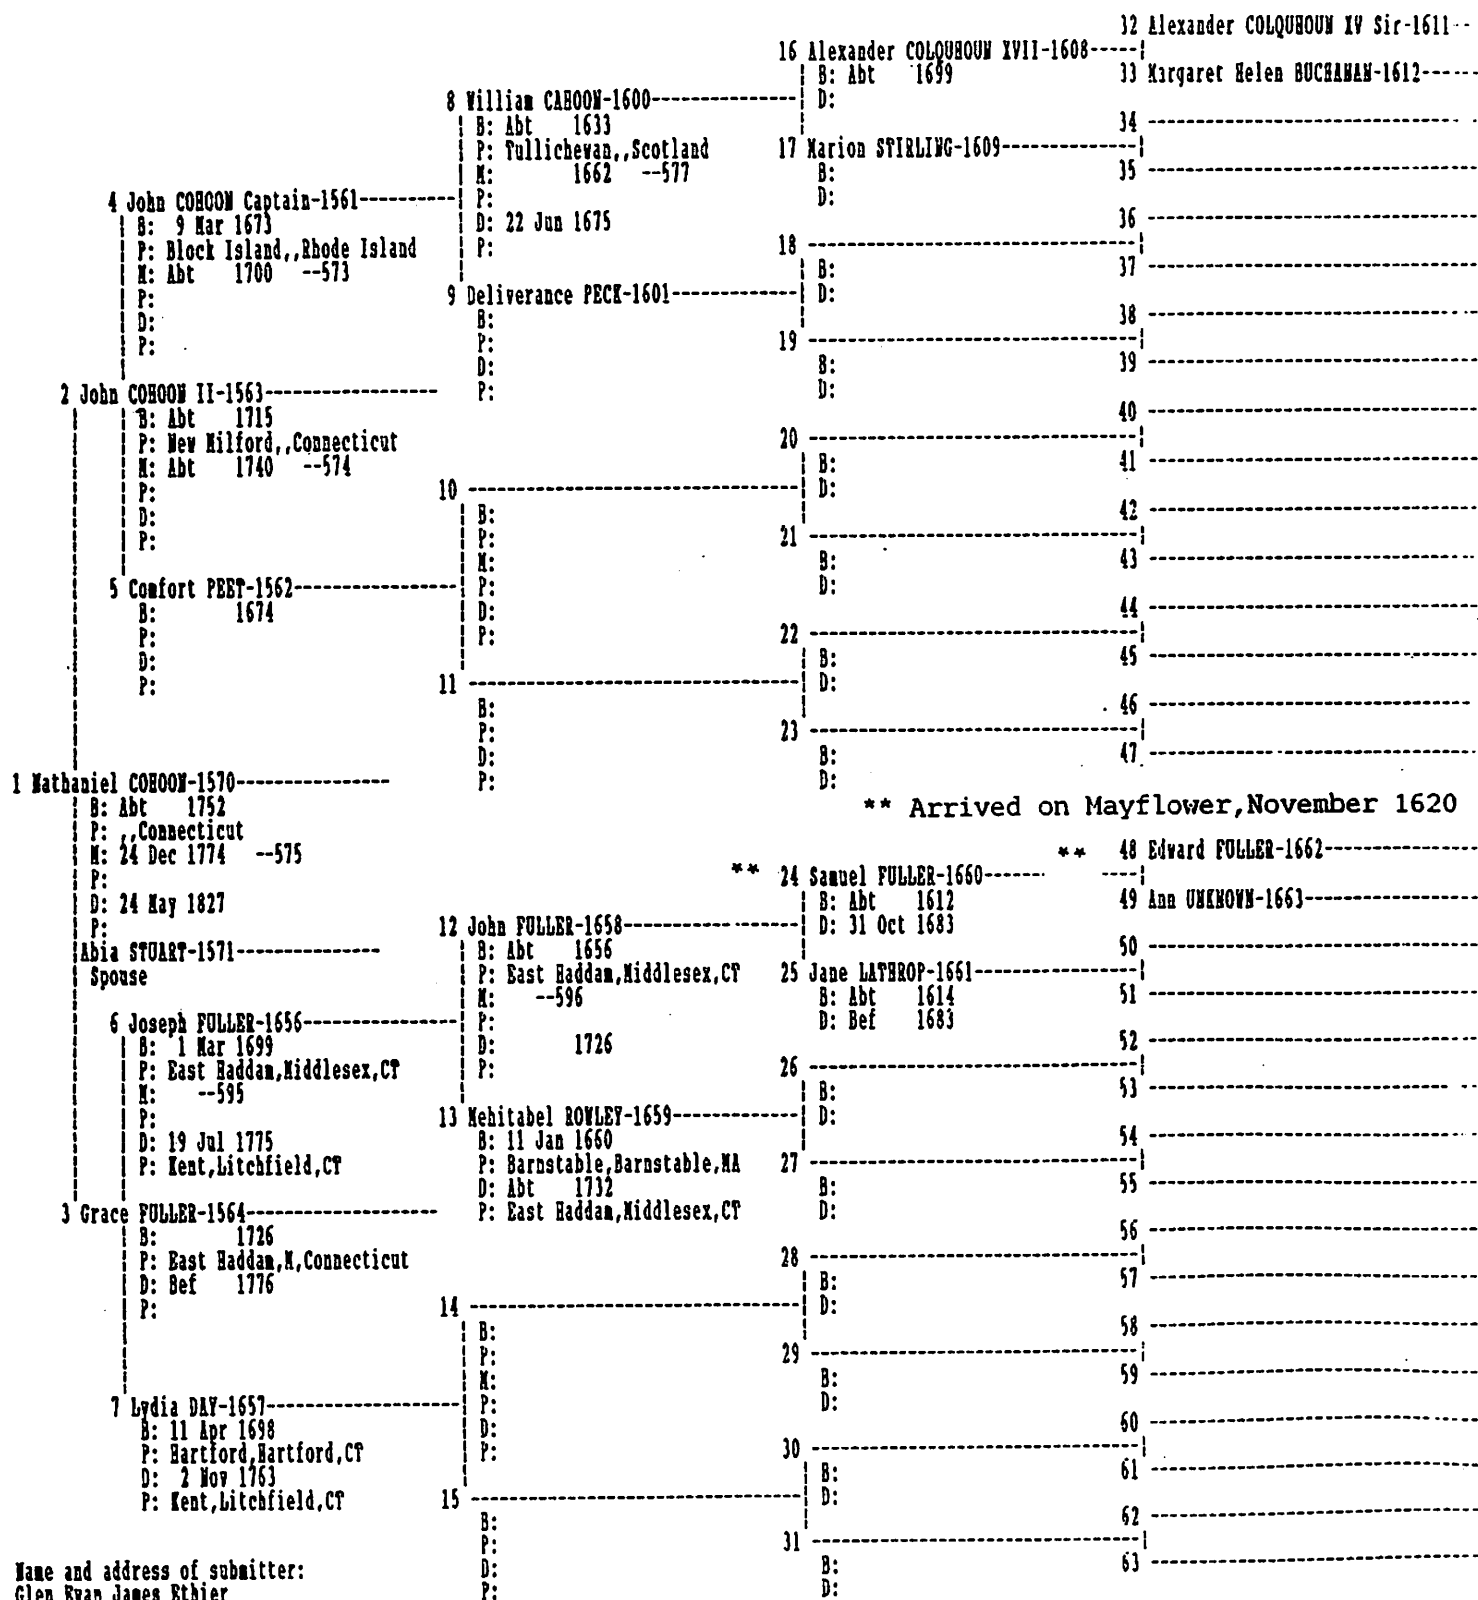 1 Nathaniel COHOON-1570
B: Abt 1752
P: ,,Connecticut
M: 24 Dec 1774 --575
P:
D: 24 May 1827
P:
Abia STUART-1571
Spouse
2 John COHOON II-1563
B: Abt 1715
P: New Milford,,Connecticut
M: Abt 1740 --574
P:
D:
P:
3 Grace FULLER-1564
B: 1726
P: East Haddam,M,Connecticut
D: Bef 1776
P:
4 John COHOON Captain-1561
B: 9 Mar 1673
P: Block Island,,Rhode Island
M: Abt 1700 --573
P:
D:
P:
5 Comfort PEET-1562
B: 1674
P:
D:
P:
6 Joseph FULLER-1656
B: 1 Mar 1699
P: East Haddam,Middlesex,CT
M: --595
P:
D: 19 Jul 1775
P: Kent,Litchfield,CT
7 Lydia DAY-1657
B: 11 Apr 1698
P: Hartford,Hartford,CT
D: 2 Nov 1763
P: Kent,Litchfield,CT
Name and address of submitter:
Glen Evan James Ethier
8 William CAHOON-1600
B: Abt 1633
P: Tullichewan,,Scotland
M: 1662 --577
P:
D: 22 Jun 1675
P:
9 Deliverance PECK-1601
B:
P:
D:
P:
10
B:
P:
M:
P:
D:
P:
11
B:
P:
D:
P:
12 John FULLER-1658
B: Abt 1656
P: East Haddam,Middlesex,CT
M: --596
P:
D: 1726
P:
13 Mehitabel ROWLEY-1659
B: 11 Jan 1660
P: Barnstable,Barnstable,MA
D: Abt 1732
P: East Haddam,Middlesex,CT
14
B:
P:
M:
P:
D:
P:
15
B:
P:
D:
P:
16 Alexander COLQUHOUN XVII-1608
B: Abt 1699
D:
17 Marion STIRLING-1609
B:
D:
18
B:
D:
19
B:
D:
20
B:
D:
21
B:
D:
22
B:
D:
23
B:
D:
** Arrived on Mayflower,November 1620
** 24 Samuel FULLER-1660
B: Abt 1612
D: 31 Oct 1683
25 Jane LATHROP-1661
B: Abt 1614
D: Bef 1683
26
B:
D:
27
B:
D:
28
B:
D:
29
B:
D:
30
B:
D:
31
B:
D:
32 Alexander COLQUHOUN XV Sir-1611
33 Margaret Helen BUCHANAN-1612
34
35
36
37
38
39
40
41
42
43
44
45
46
47
** 48 Edward FULLER-1662
49 Ann UNKNOWN-1663
50
51
52
53
54
55
56
57
58
59
60
61
62
63